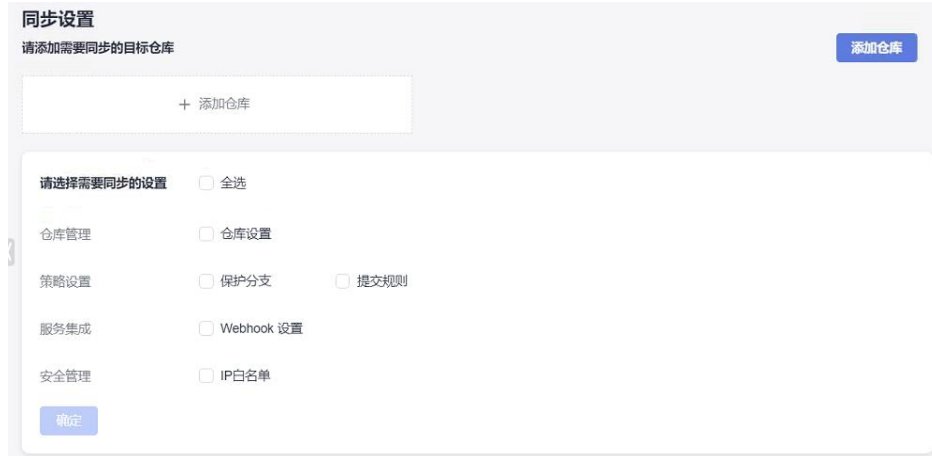 同步设置
请添加需要同步的目标仓库
添加仓库
+ 添加仓库
请选择需要同步的设置 全选
仓库管理 仓库设置
策略设置 保护分支 提交规则
服务集成 Webhook 设置
安全管理 IP白名单
确定